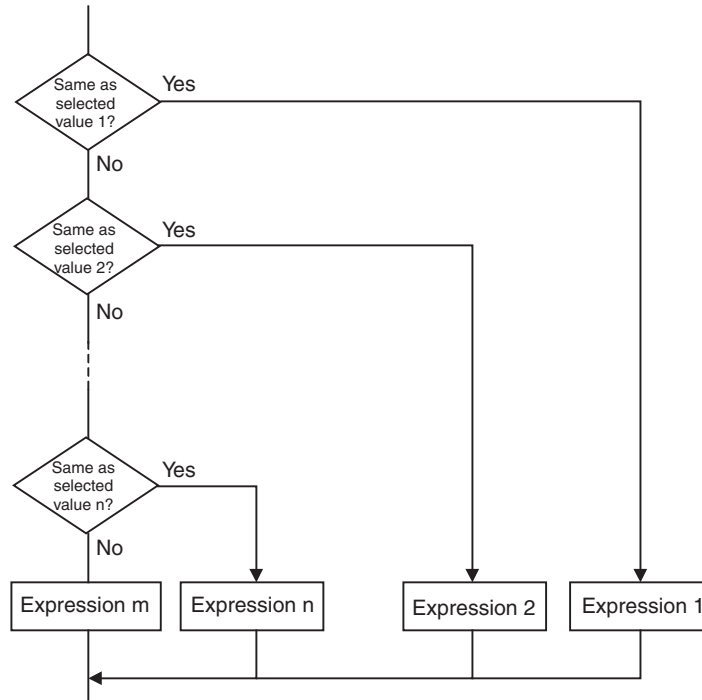 Same as
selected
value 1?
Yes
No
Same as
selected
value 2?
Yes
No
Same as
selected
value n?
Yes
No
Expression m
Expression n
Expression 2
Expression 1